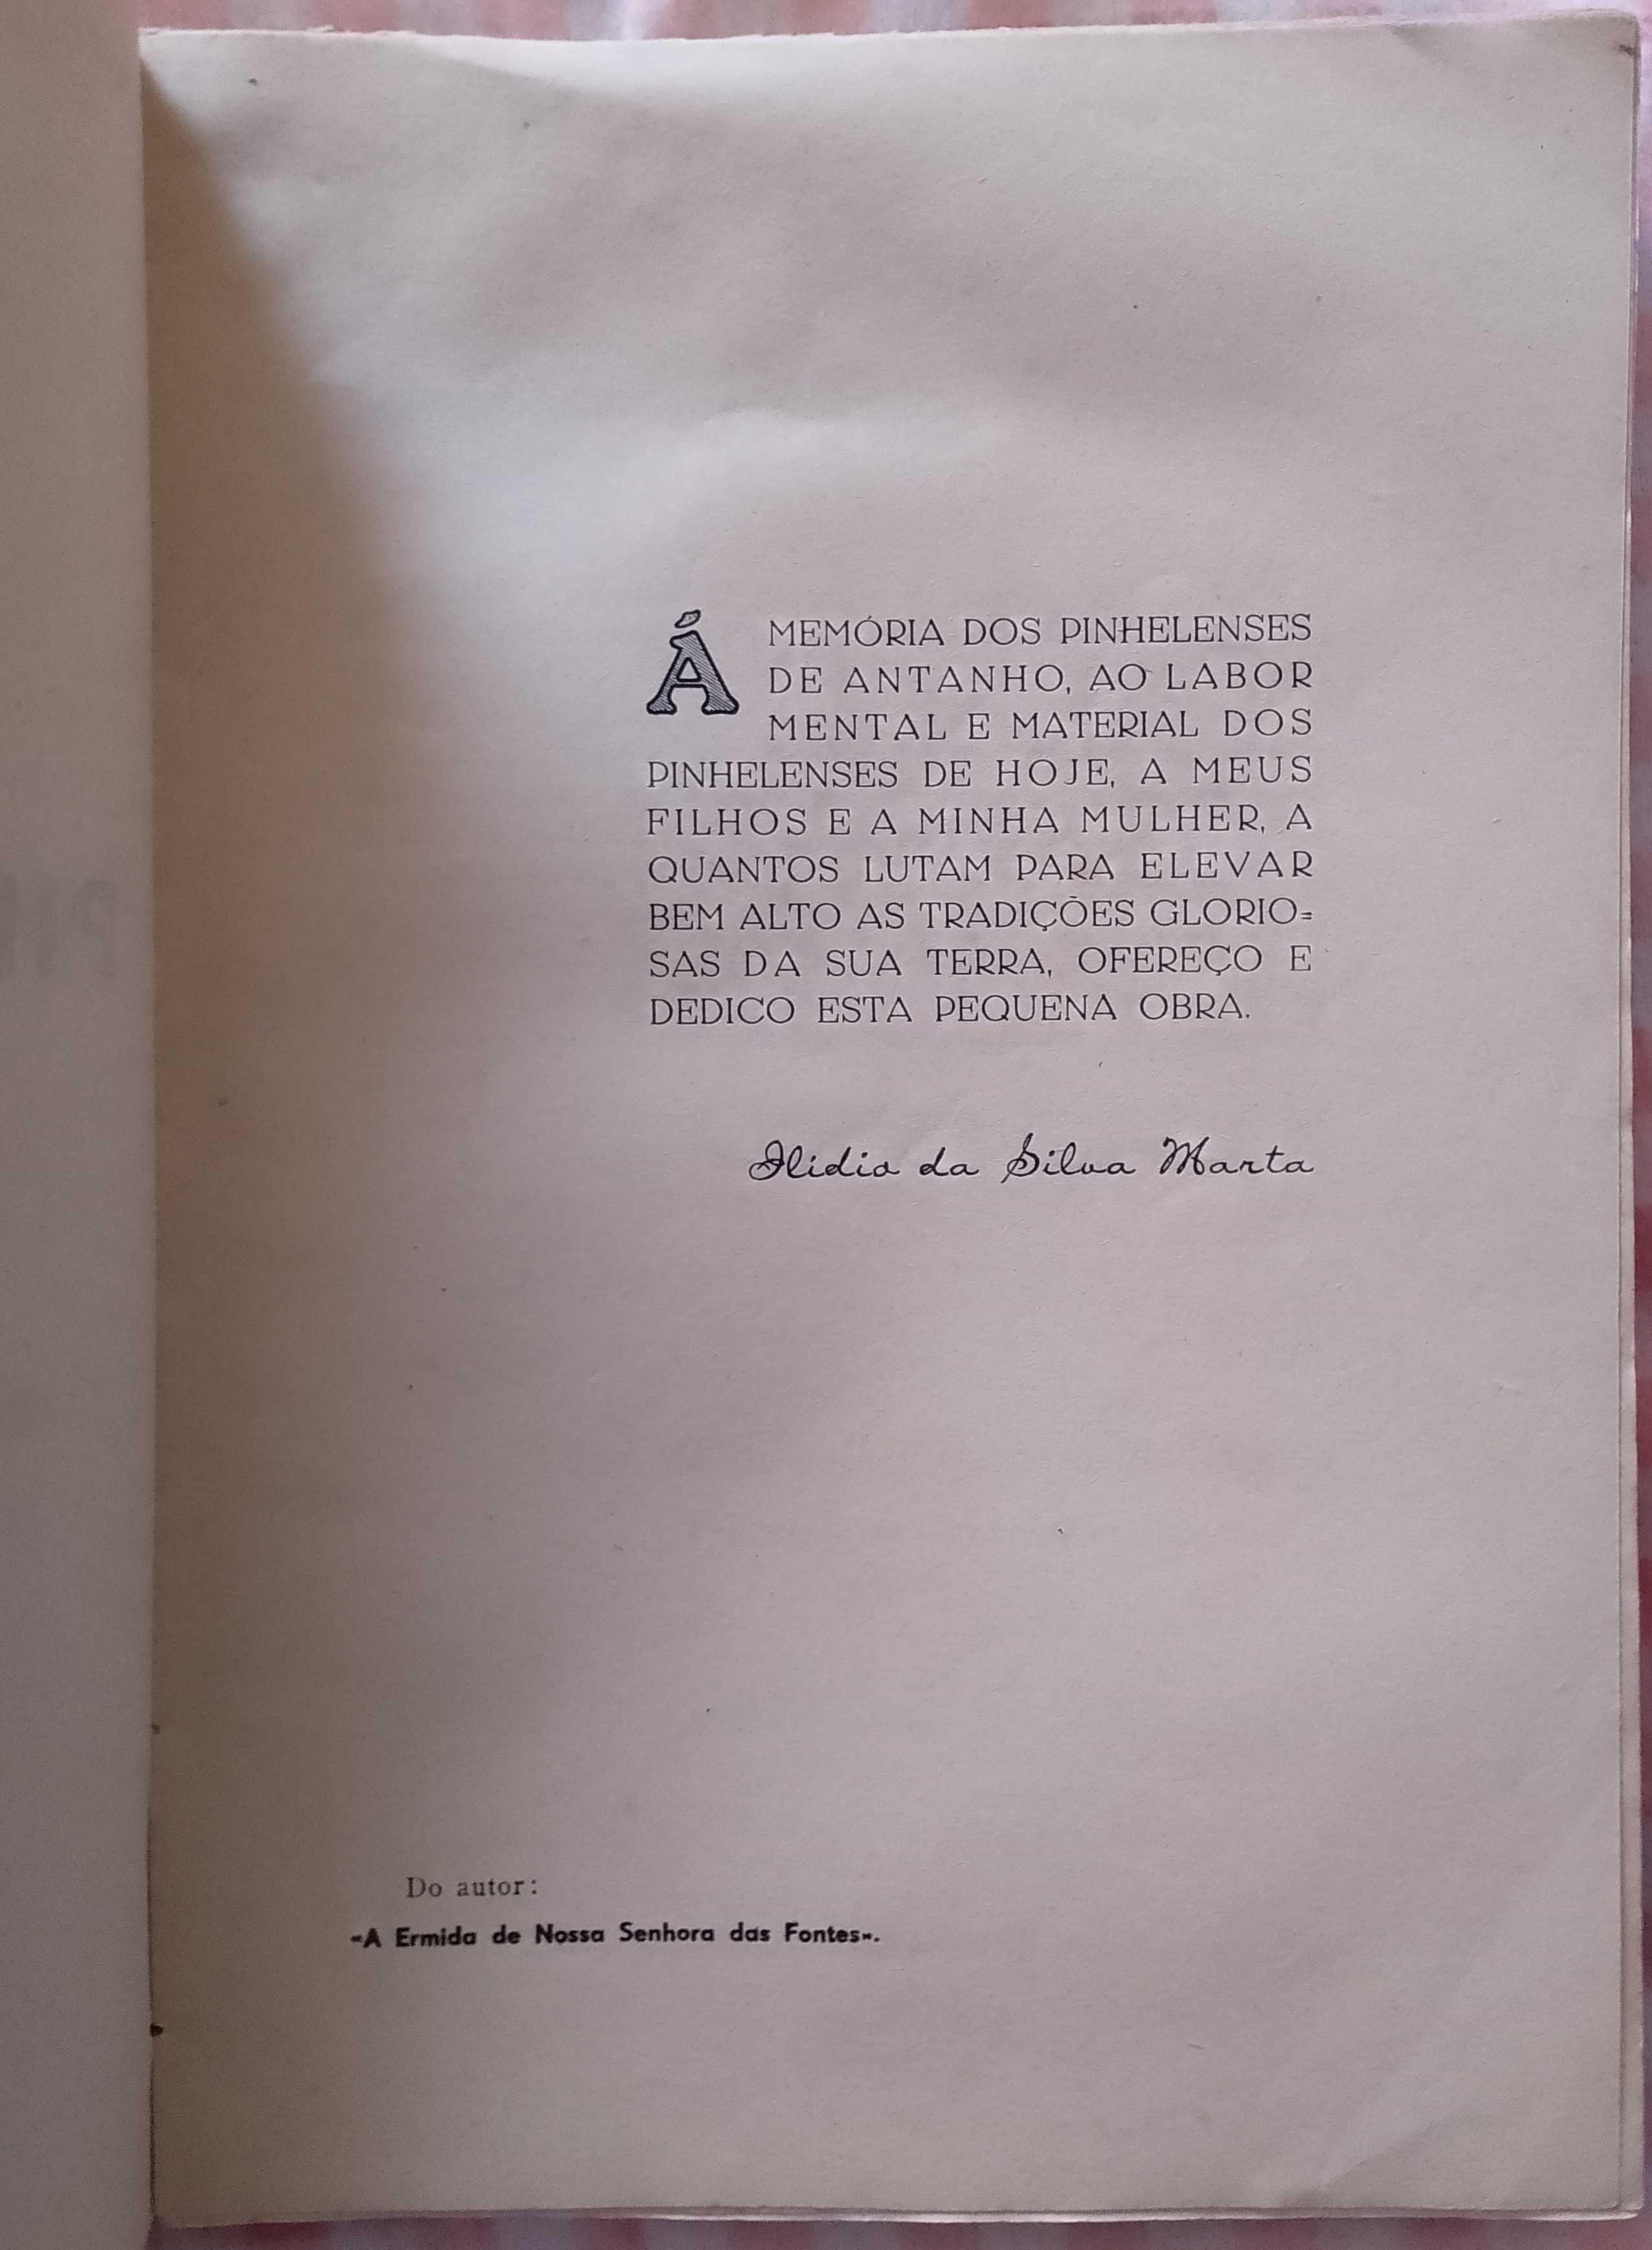 Á MEMÓRIA DOS PINHELENSES
DE ANTANHO, AO LABOR
MENTAL E MATERIAL DOS
PINHELENSES DE HOJE, A MEUS
FILHOS E A MINHA MULHER, A
QUANTOS LUTAM PARA ELEVAR
BEM ALTO AS TRADIÇÕES GLORIO=
SAS DA SUA TERRA, OFEREÇO E
DEDICO ESTA PEQUENA OBRA.
Ilidio da Silva Marta
Do autor:
«A Ermida de Nossa Senhora das Fontes».